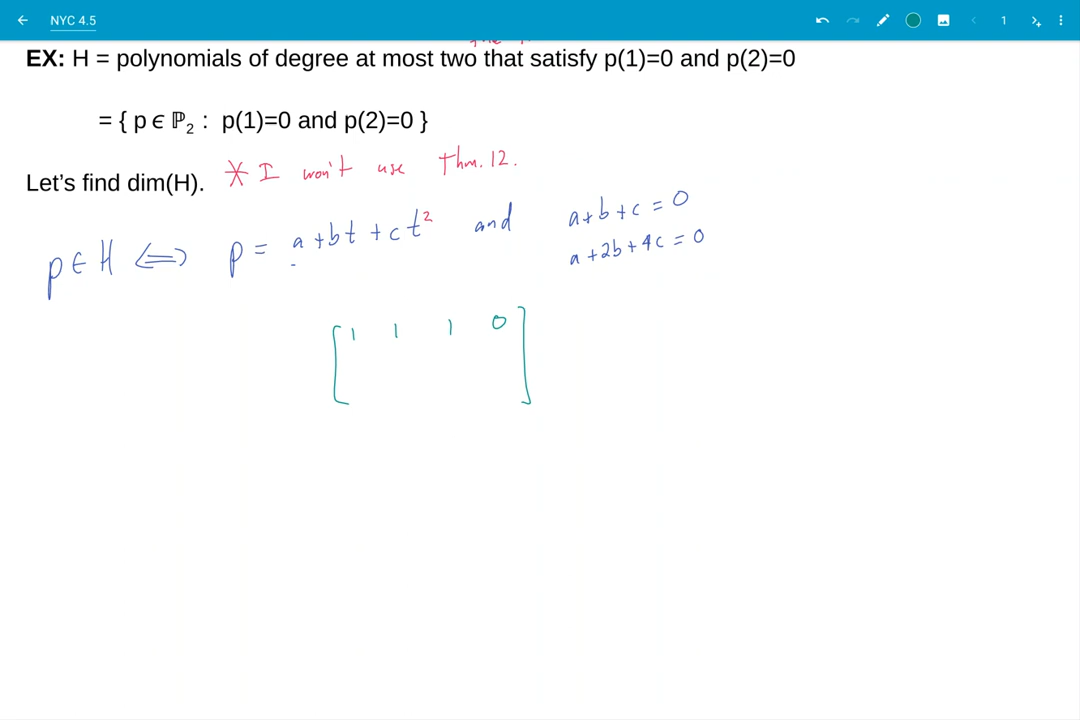 NYC 4.5
1
EX: H = polynomials of degree at most two that satisfy p(1)=0 and p(2)=0
= { p ϵ ℙ₂ : p(1)=0 and p(2)=0 }
Let's find dim(H). * I won't use Thm. 12.
p ∈ H ⟺ p = a + bt + ct² and a + b + c = 0
a + 2b + 4c = 0
[ 1 1 1 0 ]